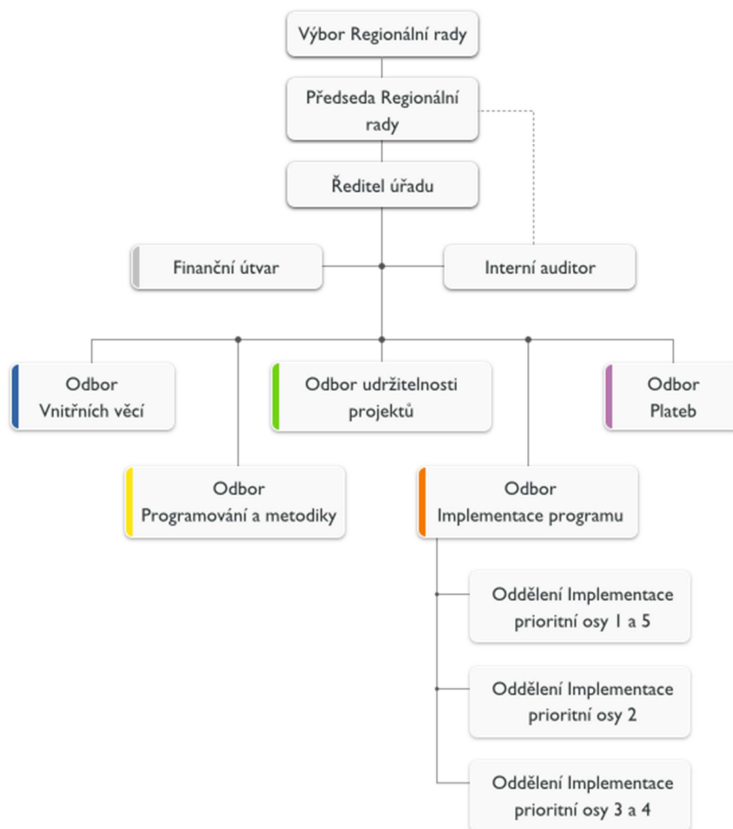 Výbor Regionální rady
Předseda Regionální
rady
Ředitel úřadu
Finanční útvar
Interní auditor
Odbor
Vnitřních věcí
Odbor udržitelnosti
projektů
Odbor
Plateb
Odbor
Programování a metodiky
Odbor
Implementace programu
Oddělení Implementace
prioritní osy 1 a 5
Oddělení Implementace
prioritní osy 2
Oddělení Implementace
prioritní osy 3 a 4